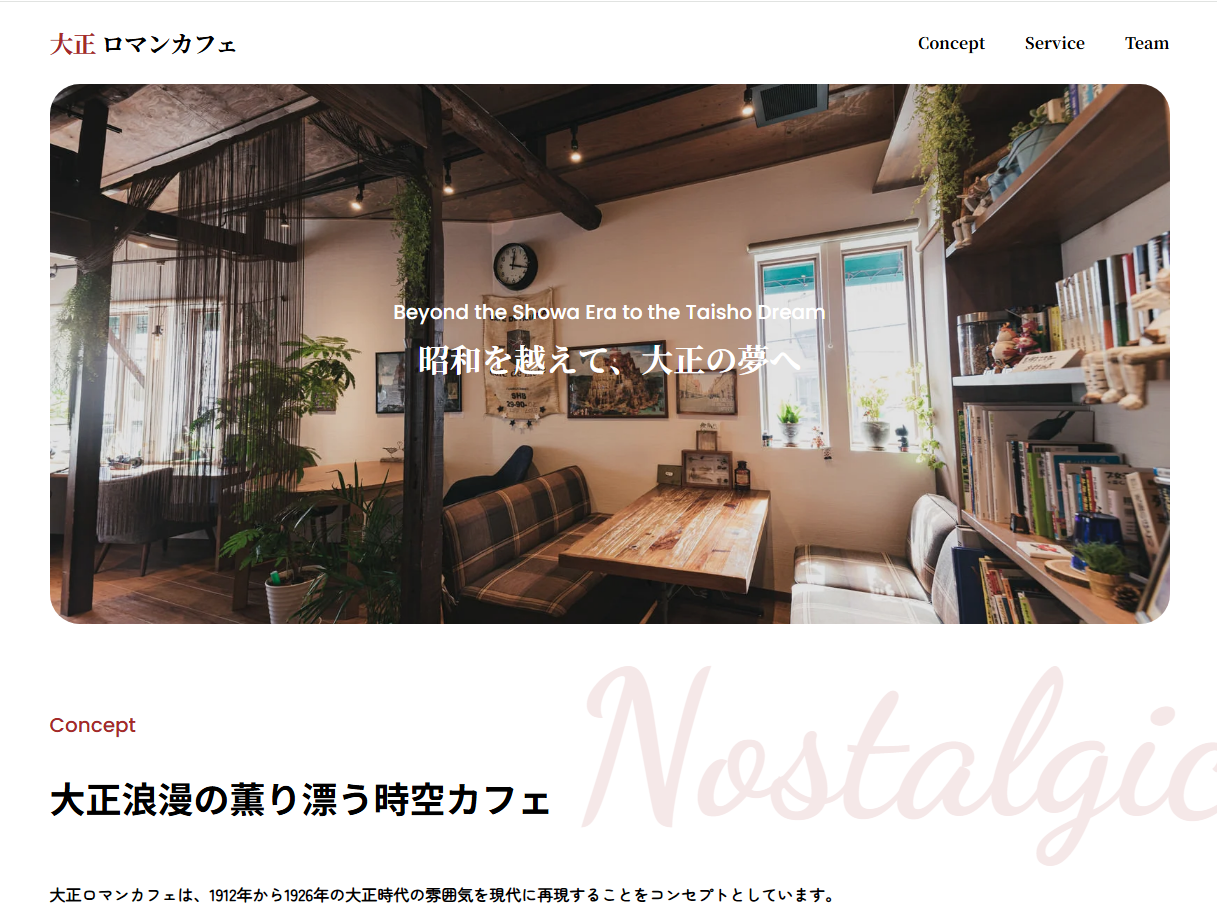 大正 ロマンカフェ
Concept Service Team
Beyond the Showa Era to the Taisho Dream
昭和を越えて、大正の夢へ
Nostalgic
Concept
大正浪漫の薫り漂う時空カフェ
大正ロマンカフェは、1912年から1926年の大正時代の雰囲気を現代に再現することをコンセプトとしています。